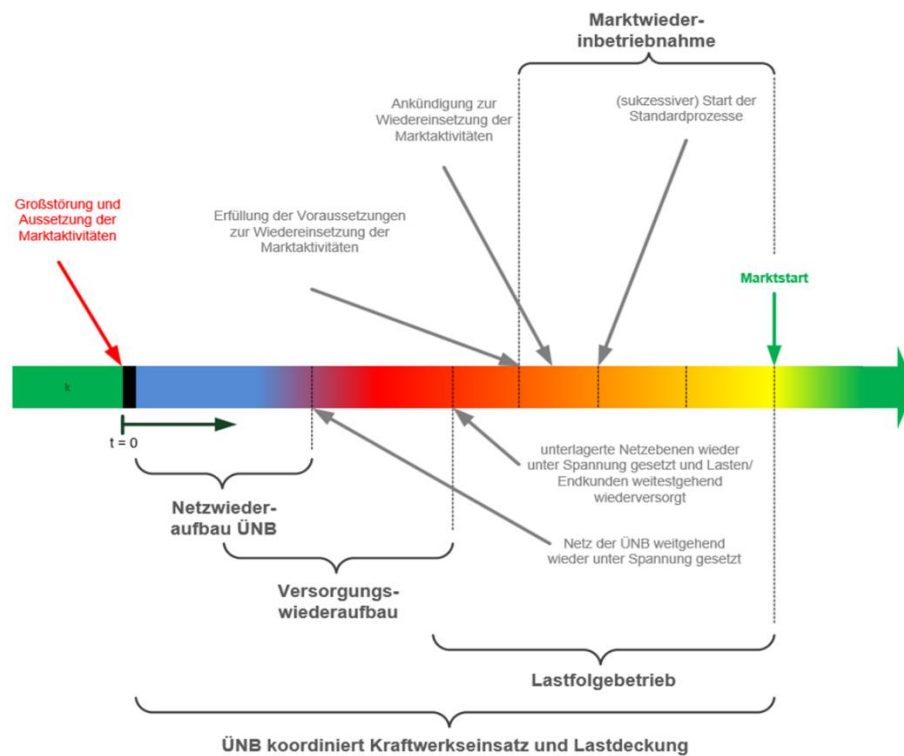 Marktwieder-
inbetriebnahme
Ankündigung zur
Wiedereinsetzung der
Marktaktivitäten
(sukzessiver) Start der
Standardprozesse
Großstörung und
Aussetzung der
Marktaktivitäten
Erfüllung der Voraussetzungen
zur Wiedereinsetzung der
Marktaktivitäten
Marktstart
k
t = 0
unterlagerte Netzebenen wieder
unter Spannung gesetzt und Lasten/
Endkunden weitestgehend
wiederversorgt
Netzwieder-
aufbau ÜNB
Netz der ÜNB weitgehend
wieder unter Spannung gesetzt
Versorgungs-
wiederaufbau
Lastfolgebetrieb
ÜNB koordiniert Kraftwerkseinsatz und Lastdeckung